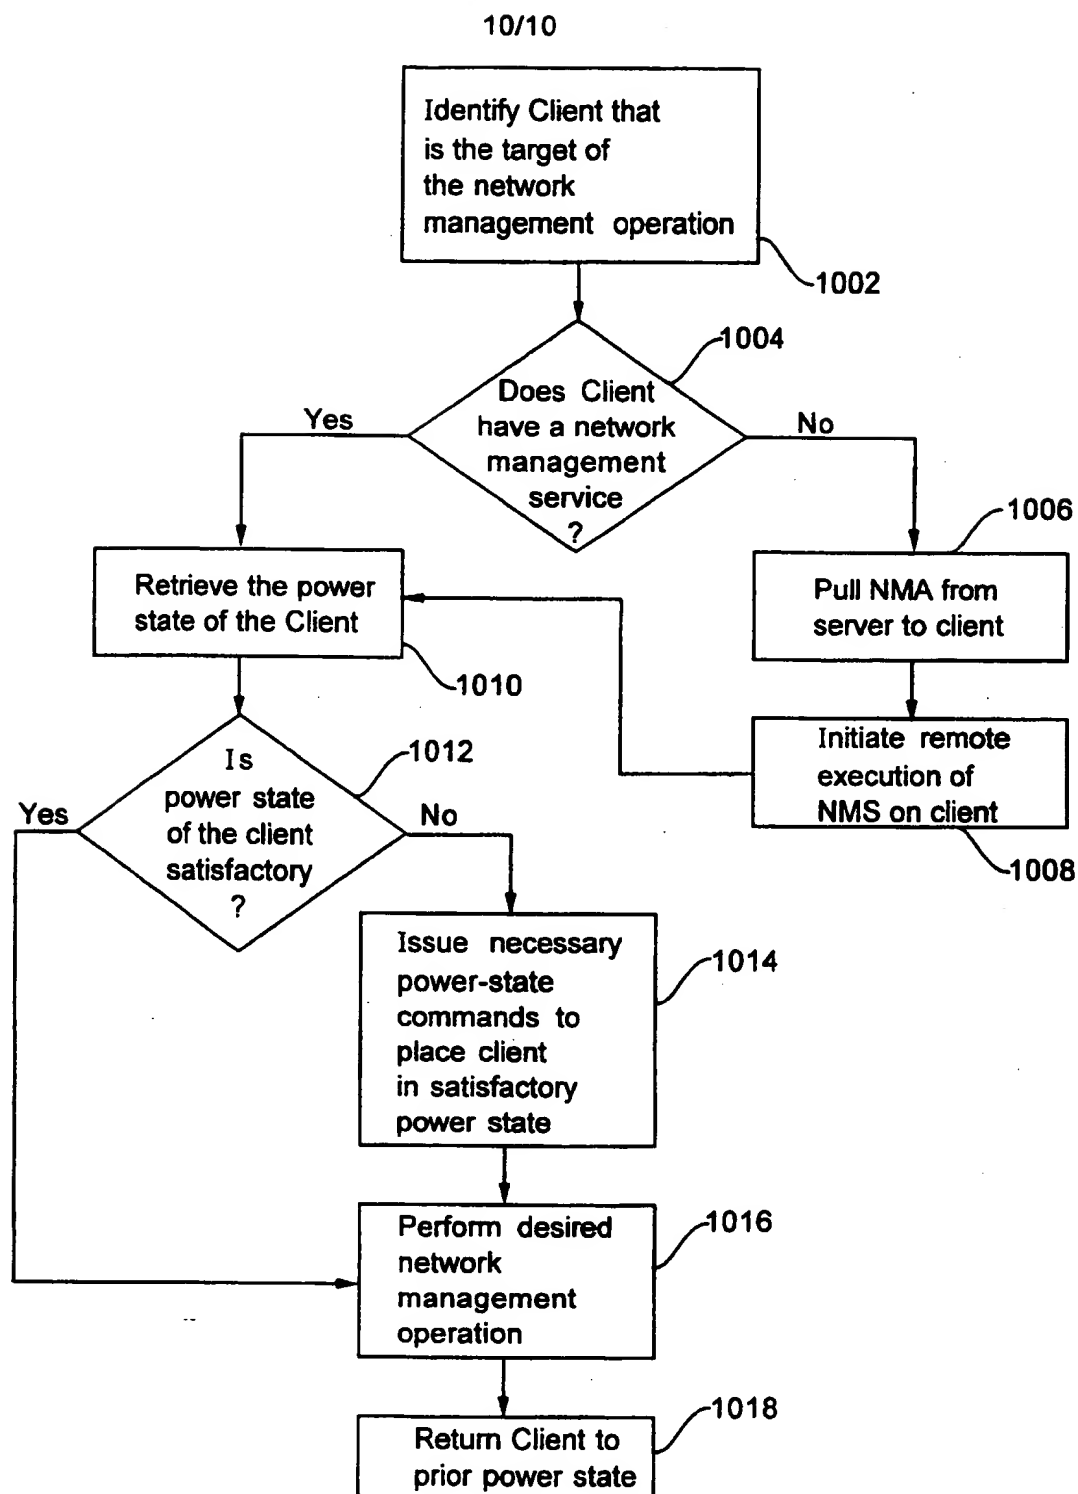 10/10
Identify Client that
is the target of
the network
management operation
1002
1004
Does Client
have a network
management
service
?
Yes
No
1006
Pull NMA from
server to client
Retrieve the power
state of the Client
1010
Initiate remote
execution of
NMS on client
1008
1012
Is
power state
of the client
satisfactory
?
Yes
No
Issue necessary
power-state
commands to
place client
in satisfactory
power state
1014
Perform desired
network
management
operation
1016
Return Client to
prior power state
1018